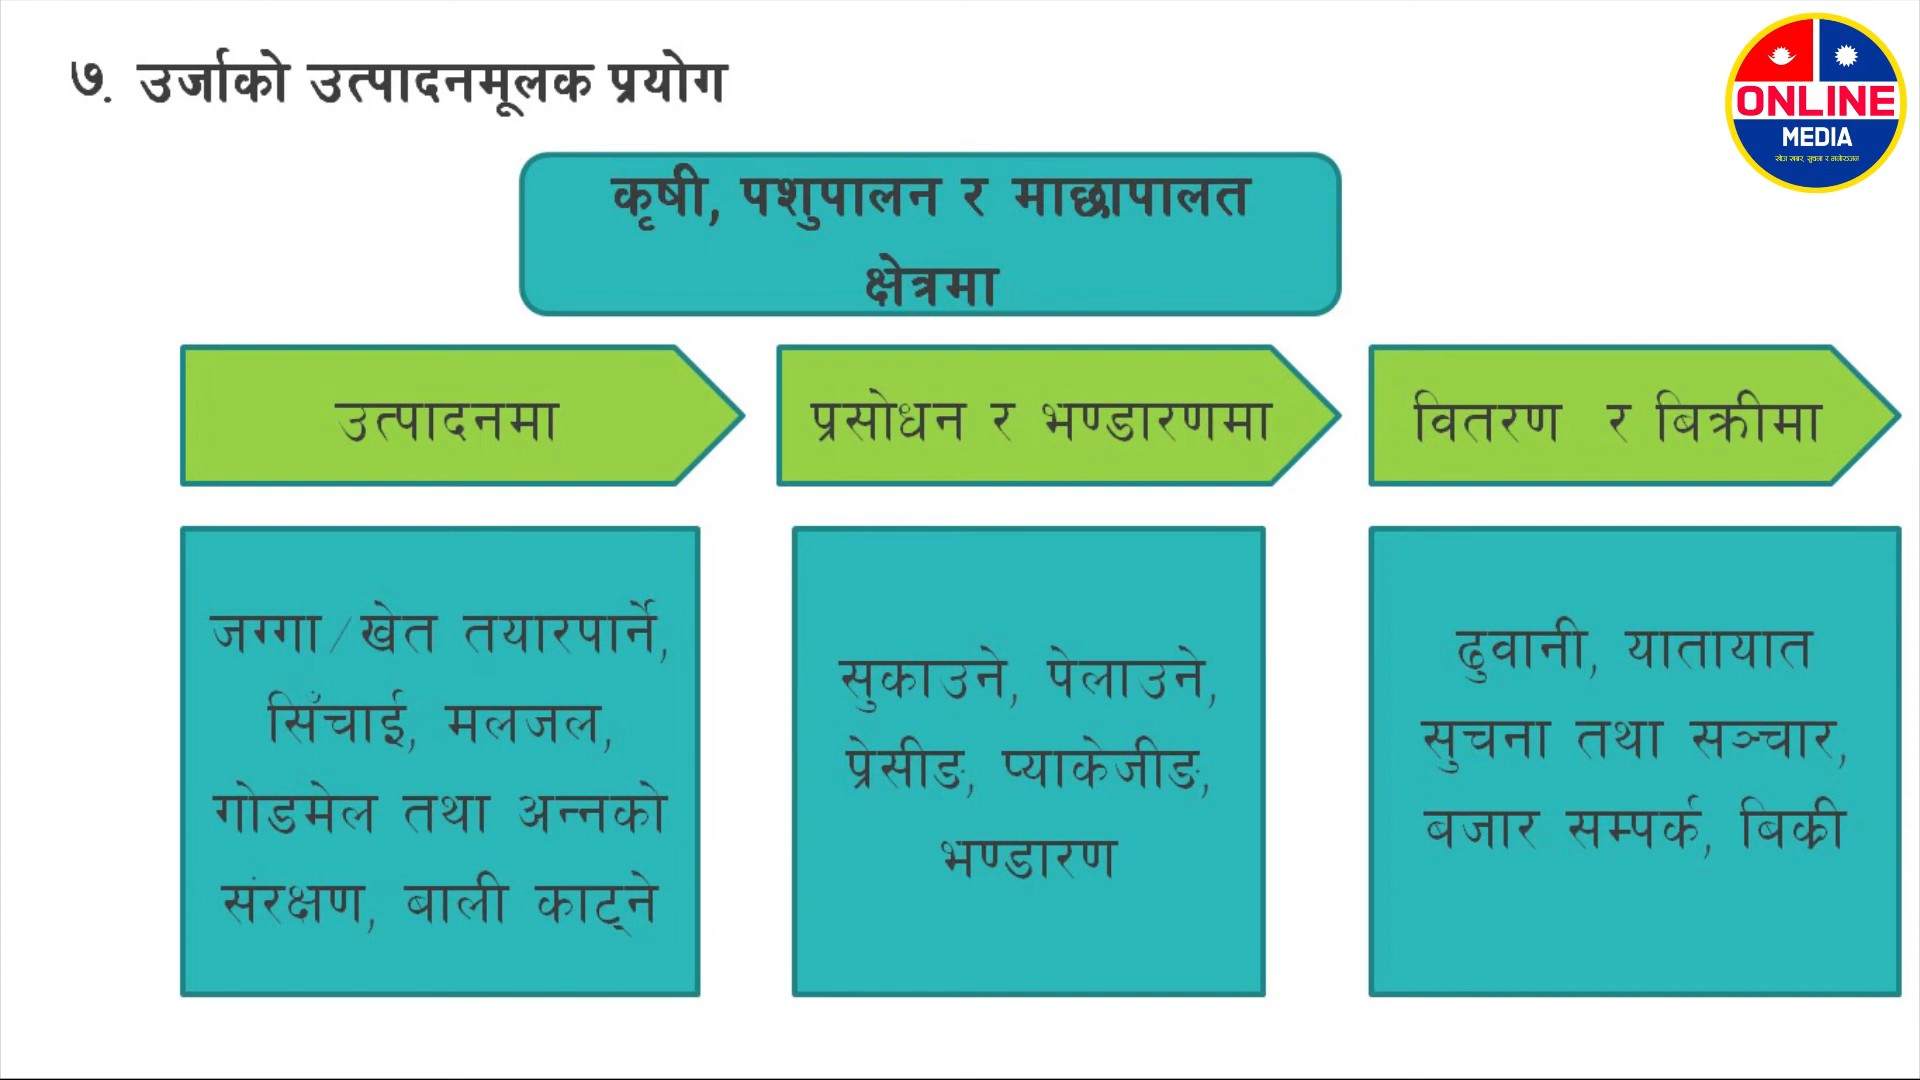 ७. उर्जाको उत्पादनमूलक प्रयोग
ONLINE
MEDIA
कृषी, पशुपालन र माछापालत
क्षेत्रमा
उत्पादनमा
प्रसोधन र भण्डारणमा
वितरण र बिक्रीमा
जग्गा/खेत तयारपार्ने,
सिँचाई, मलजल,
गोडमेल तथा अन्नको
संरक्षण, बाली काट्ने
सुकाउने, पेलाउने,
प्रेसीङ, प्याकेजीङ,
भण्डारण
ढुवानी, यातायात
सुचना तथा सञ्चार,
बजार सम्पर्क, बिक्री